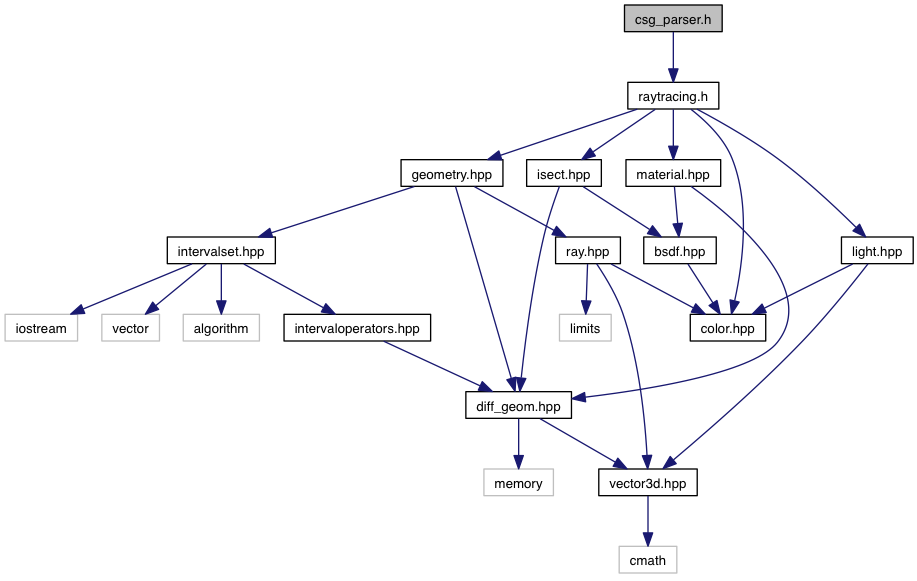 csg_parser.h
raytracing.h
geometry.hpp
isect.hpp
material.hpp
intervalset.hpp
ray.hpp
bsdf.hpp
light.hpp
iostream
vector
algorithm
intervaloperators.hpp
limits
color.hpp
diff_geom.hpp
memory
vector3d.hpp
cmath